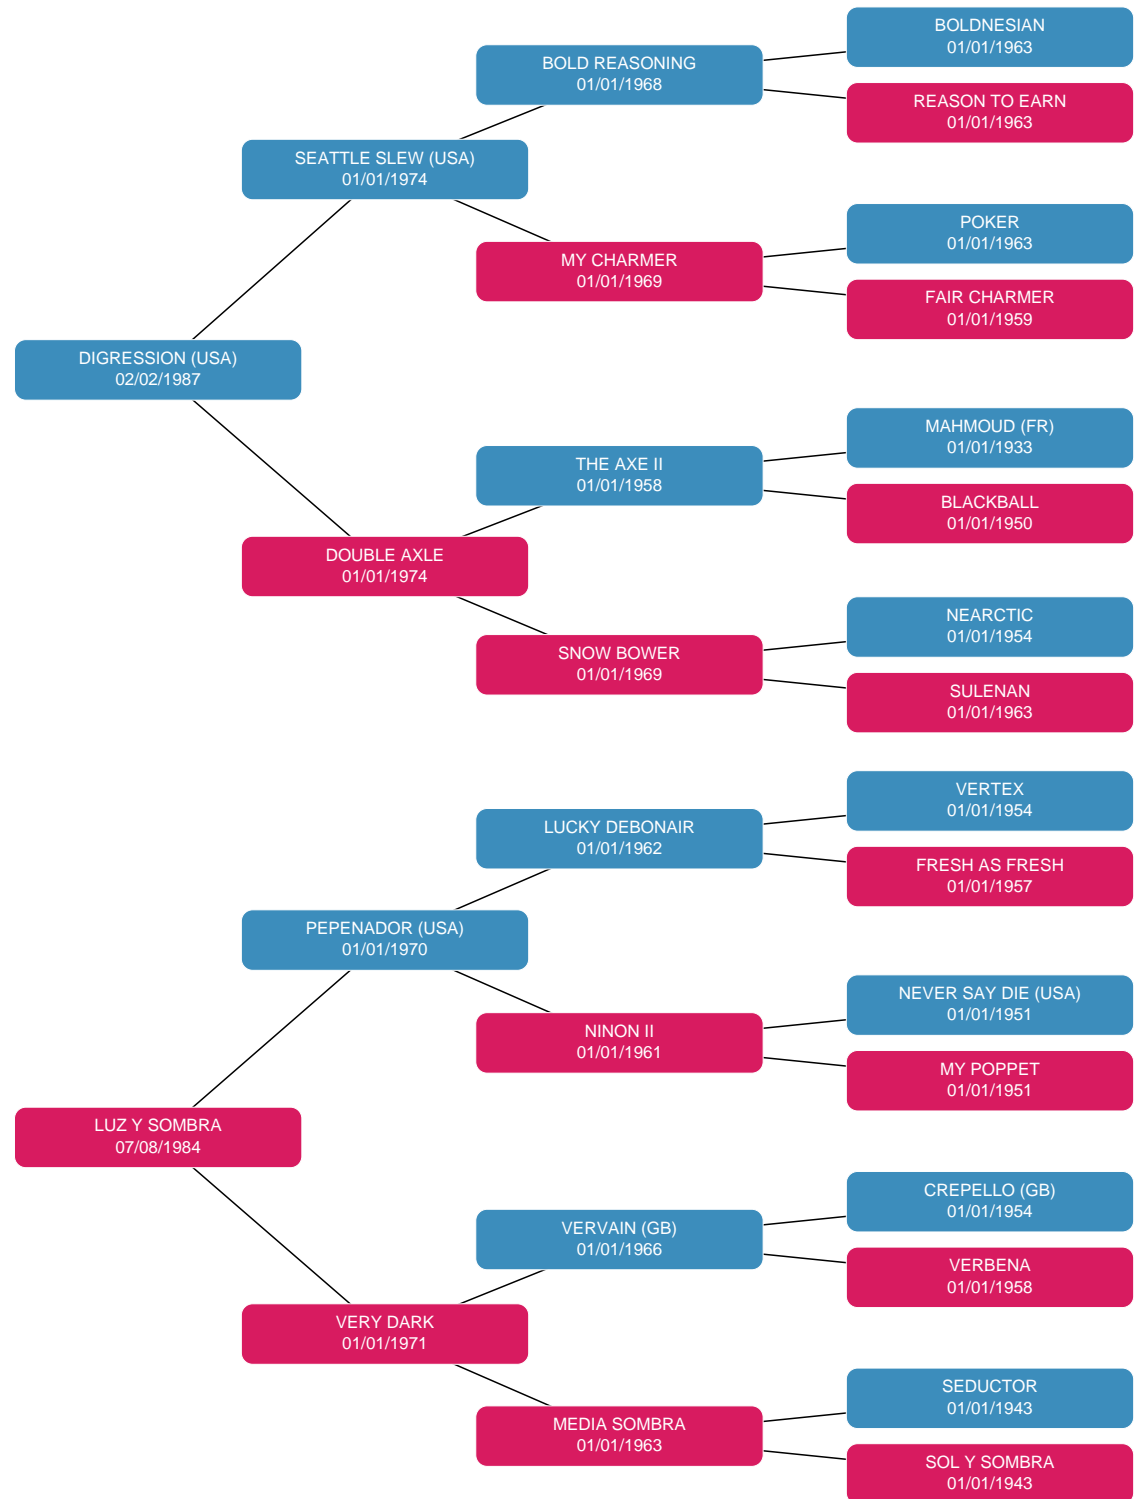 BOLDNESIAN
01/01/1963
BOLD REASONING
01/01/1968
REASON TO EARN
01/01/1963
SEATTLE SLEW (USA)
01/01/1974
POKER
01/01/1963
MY CHARMER
01/01/1969
FAIR CHARMER
01/01/1959
DIGRESSION (USA)
02/02/1987
MAHMOUD (FR)
01/01/1933
THE AXE II
01/01/1958
BLACKBALL
01/01/1950
DOUBLE AXLE
01/01/1974
NEARCTIC
01/01/1954
SNOW BOWER
01/01/1969
SULENAN
01/01/1963
VERTEX
01/01/1954
LUCKY DEBONAIR
01/01/1962
FRESH AS FRESH
01/01/1957
PEPENADOR (USA)
01/01/1970
NEVER SAY DIE (USA)
01/01/1951
NINON II
01/01/1961
MY POPPET
01/01/1951
LUZ Y SOMBRA
07/08/1984
CREPELLO (GB)
01/01/1954
VERVAIN (GB)
01/01/1966
VERBENA
01/01/1958
VERY DARK
01/01/1971
SEDUCTOR
01/01/1943
MEDIA SOMBRA
01/01/1963
SOL Y SOMBRA
01/01/1943